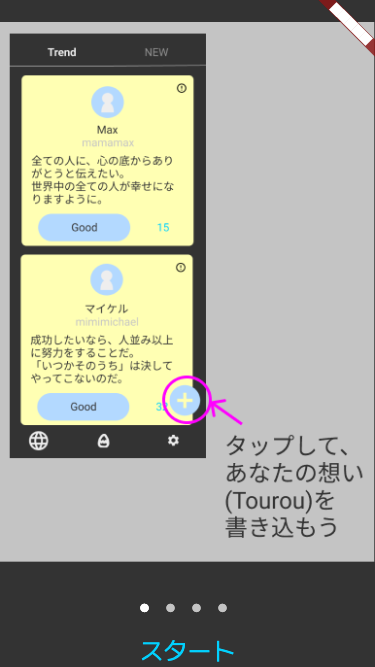 Trend NEW
Max
mamamax
全ての人に、心の底からあり
がとうと伝えたい。
世界中の全ての人が幸せにな
りますように。
Good 15
マイケル
mimimichael
成功したいなら、人並み以上
に努力をすることだ。
「いつかそのうち」は決して
やってこないのだ。
Good
タップして、
あなたの想い
(Tourou)を
書き込もう
スタート